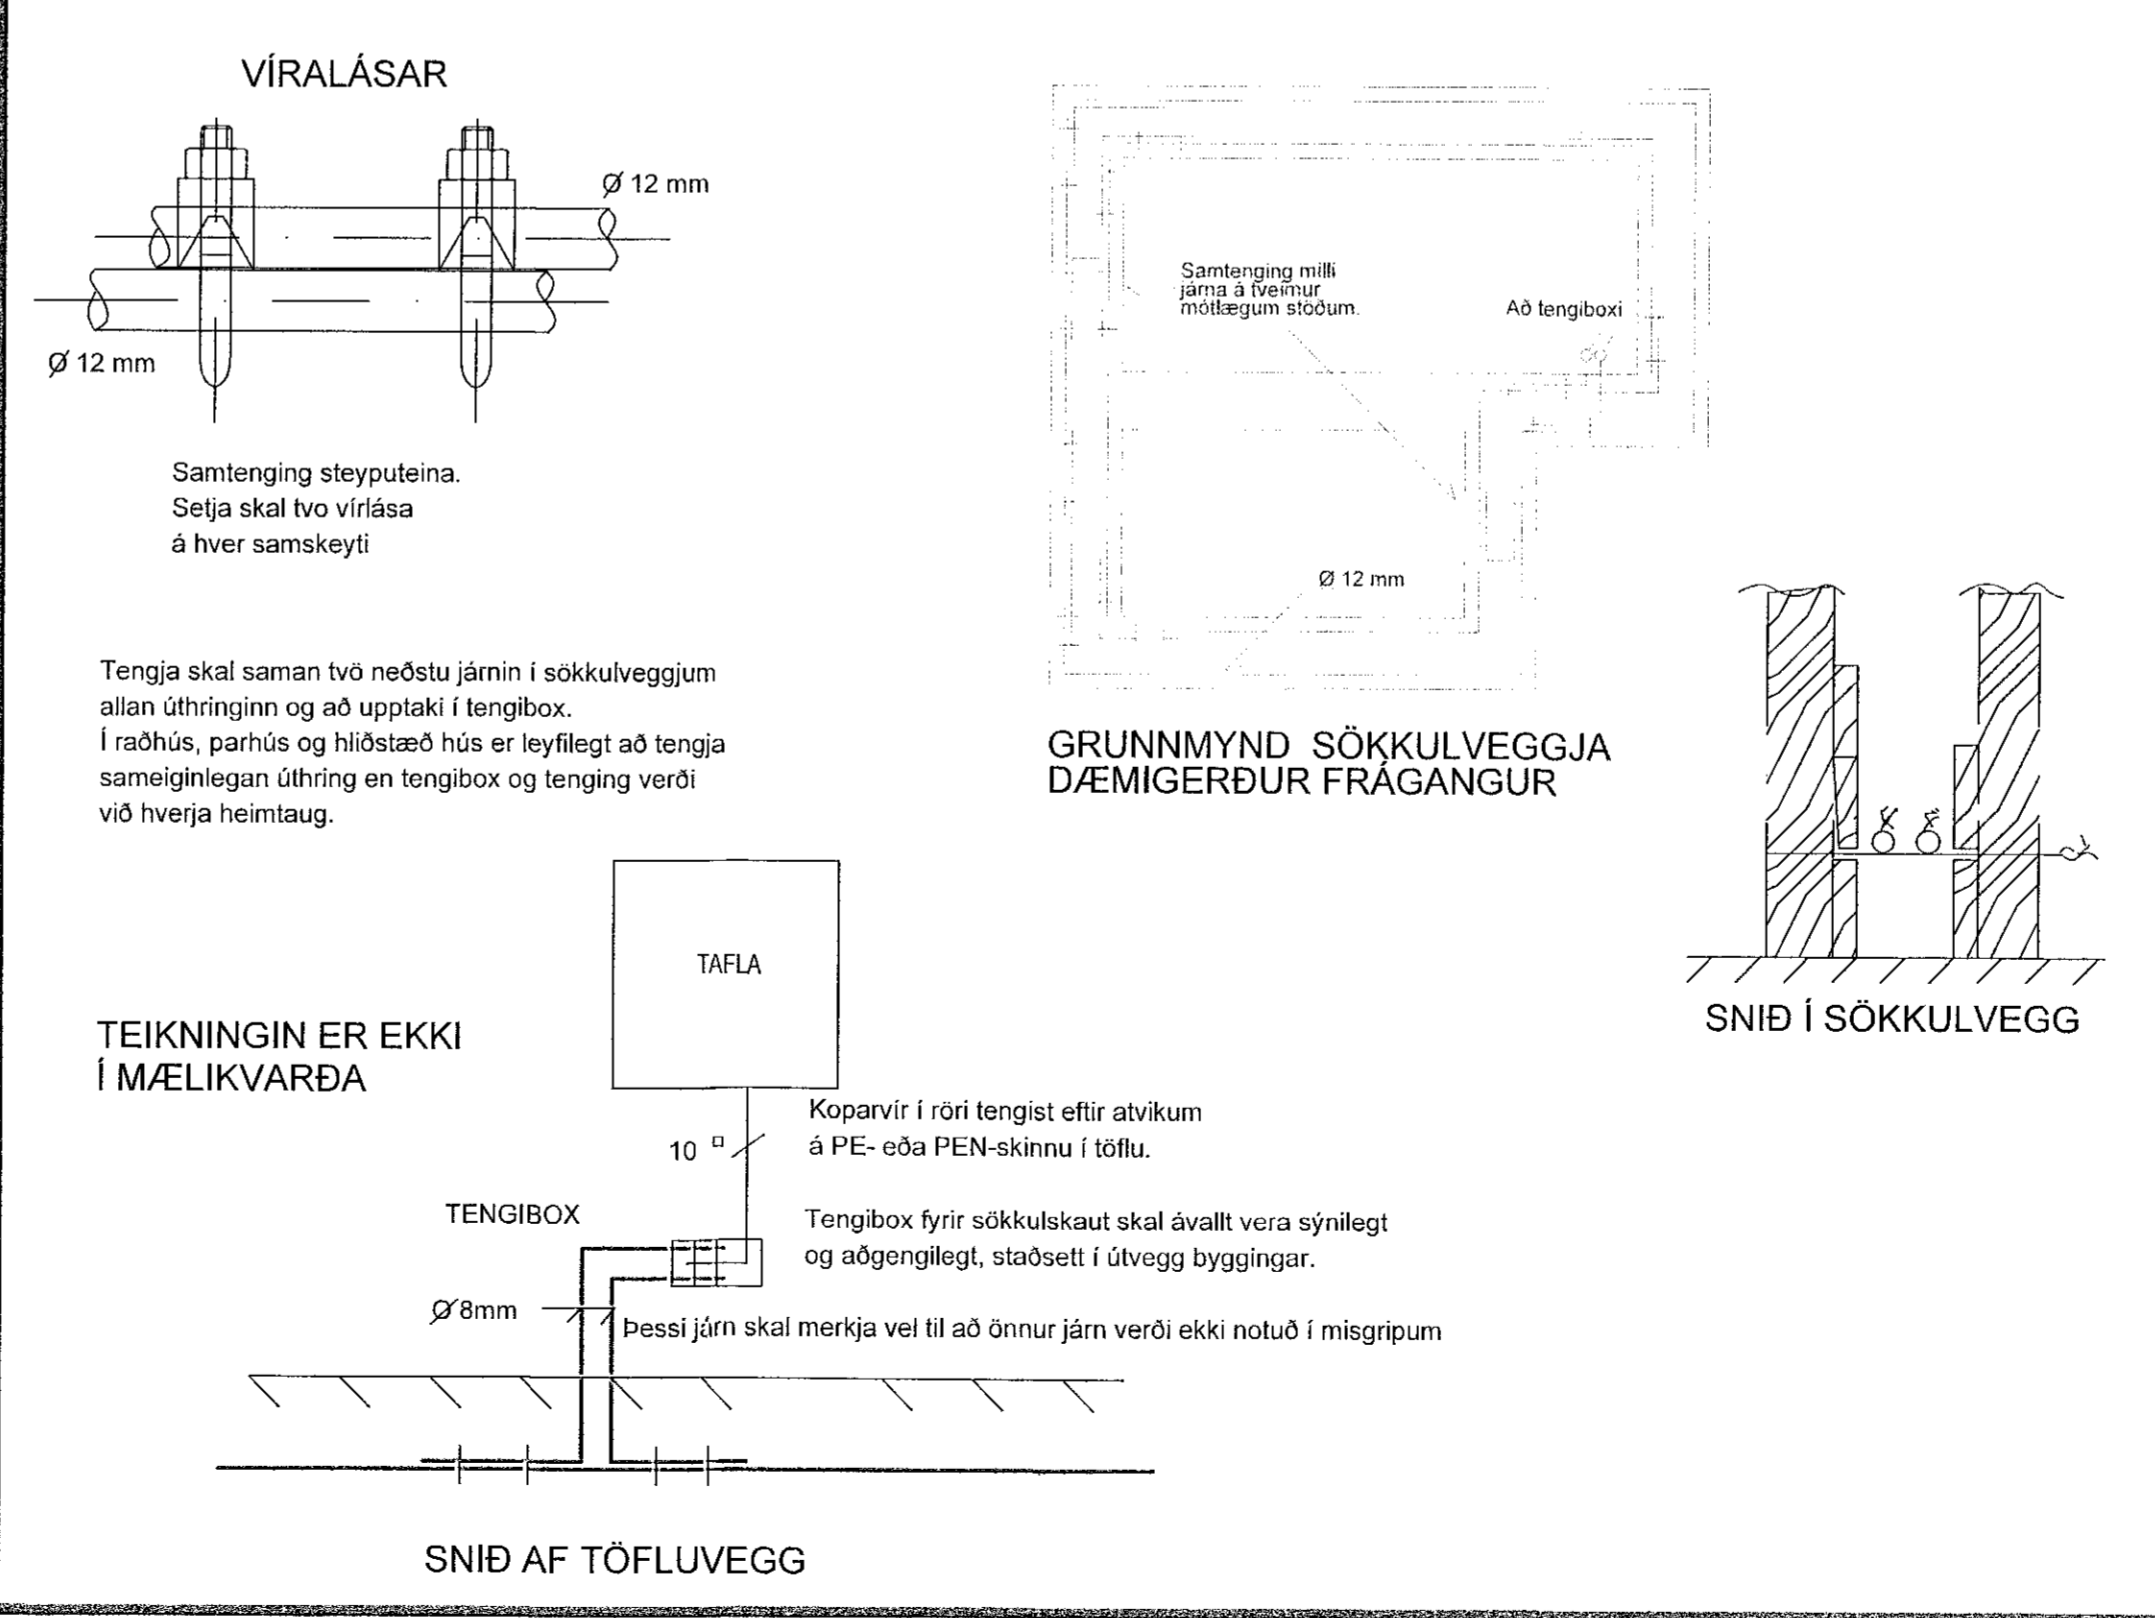 VÍRALÁSAR
Ø 12 mm
Ø 12 mm
Samtenging steyputeina.
Setja skal tvo vírlása
á hver samskeyti
Tengja skal saman tvö neðstu járnin í sökkulveggjum
allan úthringinn og að upptaki í tengibox.
Í raðhús, parhús og hliðstæð hús er leyfilegt að tengja
sameiginlegan úthring en tengibox og tenging verði
við hverja heimtaug.
Samtenging milli
járna á tveimur
mótlægum stöðum.
Að tengiboxi
Ø 12 mm
GRUNNMYND SÖKKULVEGGJA
DÆMIGERÐUR FRÁGANGUR
SNIÐ Í SÖKKULVEGG
TEIKNINGIN ER EKKI
Í MÆLIKVARÐA
TAFLA
10
Koparvír í röri tengist eftir atvikum
á PE- eða PEN-skinnu í töflu.
TENGIBOX
Tengibox fyrir sökkulskaut skal ávallt vera sýnilegt
og aðgengilegt, staðsett í útvegg byggingar.
Ø 8mm
Þessi járn skal merkja vel til að önnur járn verði ekki notuð í misgripum
SNIÐ AF TÖFLUVEGG